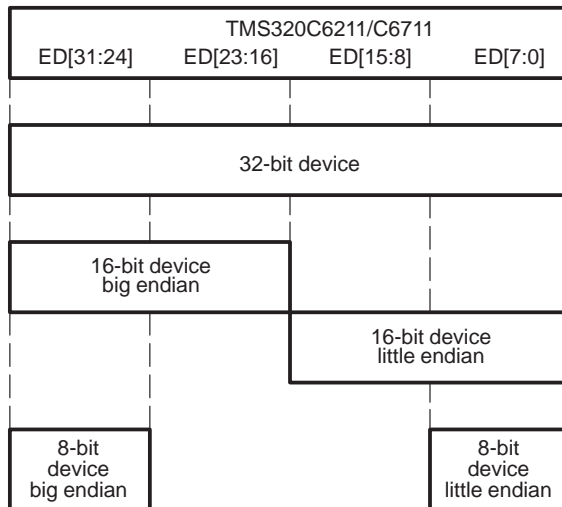 TMS320C6211/C6711
ED[31:24] ED[23:16] ED[15:8] ED[7:0]
32-bit device
16-bit device
big endian
16-bit device
little endian
8-bit
device
big endian
8-bit
device
little endian